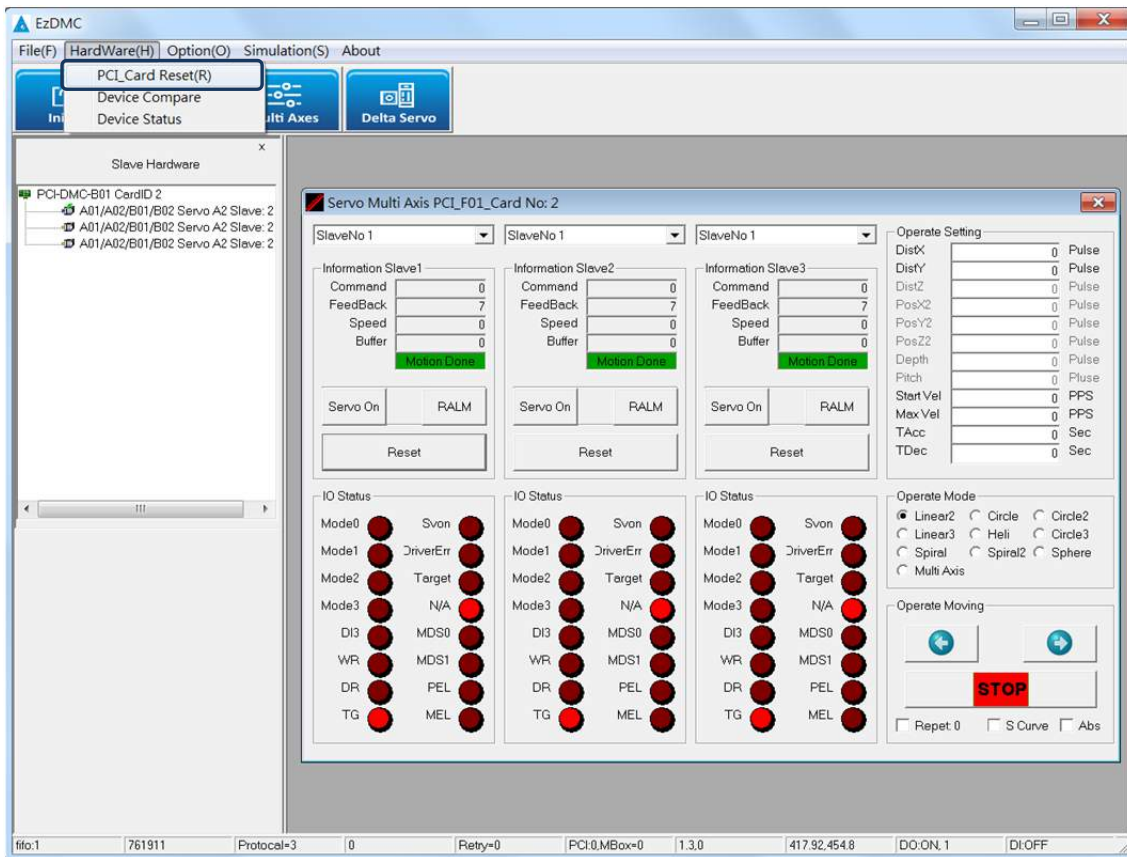 EzDMC
File(F) HardWare(H) Option(O) Simulation(S) About
PCI_Card Reset(R)
Device Compare
Device Status
Ini
ulti Axes
Delta Servo
x
Slave Hardware
PCI-DMC-B01 CardID 2
A01/A02/B01/B02 Servo A2 Slave: 2
A01/A02/B01/B02 Servo A2 Slave: 2
A01/A02/B01/B02 Servo A2 Slave: 2
Servo Multi Axis PCI_F01_Card No: 2
SlaveNo 1
Information Slave1
Command 0
FeedBack 7
Speed 0
Buffer 0
Motion Done
Servo On RALM
Reset
IO Status
Mode0 Svon
Mode1 DriverErr
Mode2 Target
Mode3 N/A
DI3 MDS0
WR MDS1
DR PEL
TG MEL
SlaveNo 1
Information Slave2
Command 0
FeedBack 7
Speed 0
Buffer 0
Motion Done
Servo On RALM
Reset
IO Status
Mode0 Svon
Mode1 DriverErr
Mode2 Target
Mode3 N/A
DI3 MDS0
WR MDS1
DR PEL
TG MEL
SlaveNo 1
Information Slave3
Command 0
FeedBack 7
Speed 0
Buffer 0
Motion Done
Servo On RALM
Reset
IO Status
Mode0 Svon
Mode1 DriverErr
Mode2 Target
Mode3 N/A
DI3 MDS0
WR MDS1
DR PEL
TG MEL
Operate Setting
DistX 0 Pulse
DistY 0 Pulse
DistZ 0 Pulse
PosX2 0 Pulse
PosY2 0 Pulse
PosZ2 0 Pulse
Depth 0 Pulse
Pitch 0 Pluse
Start Vel 0 PPS
Max Vel 0 PPS
TAcc 0 Sec
TDec 0 Sec
Operate Mode
Linear2 Circle Circle2
Linear3 Heli Circle3
Spiral Spiral2 Sphere
Multi Axis
Operate Moving
STOP
Repet: 0 S Curve Abs
fifo:1 761911 Protocal=3 0 Retry=0 PCI:0,MBox=0 1.3,0 417.92,454.8 DO:ON, 1 DI:OFF